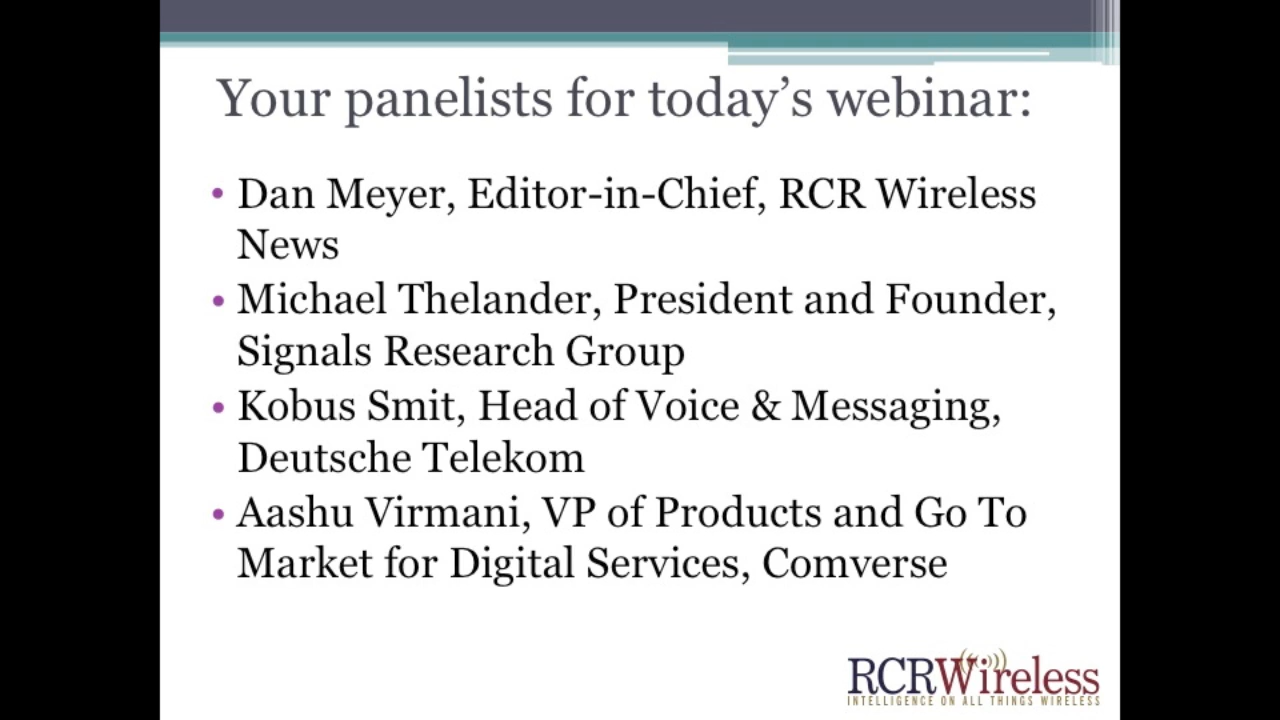 Your panelists for today's webinar:
• Dan Meyer, Editor-in-Chief, RCR Wireless
News
• Michael Thelander, President and Founder,
Signals Research Group
• Kobus Smit, Head of Voice & Messaging,
Deutsche Telekom
• Aashu Virmani, VP of Products and Go To
Market for Digital Services, Comverse
RCRWireless
INTELLIGENCE ON ALL THINGS WIRELESS